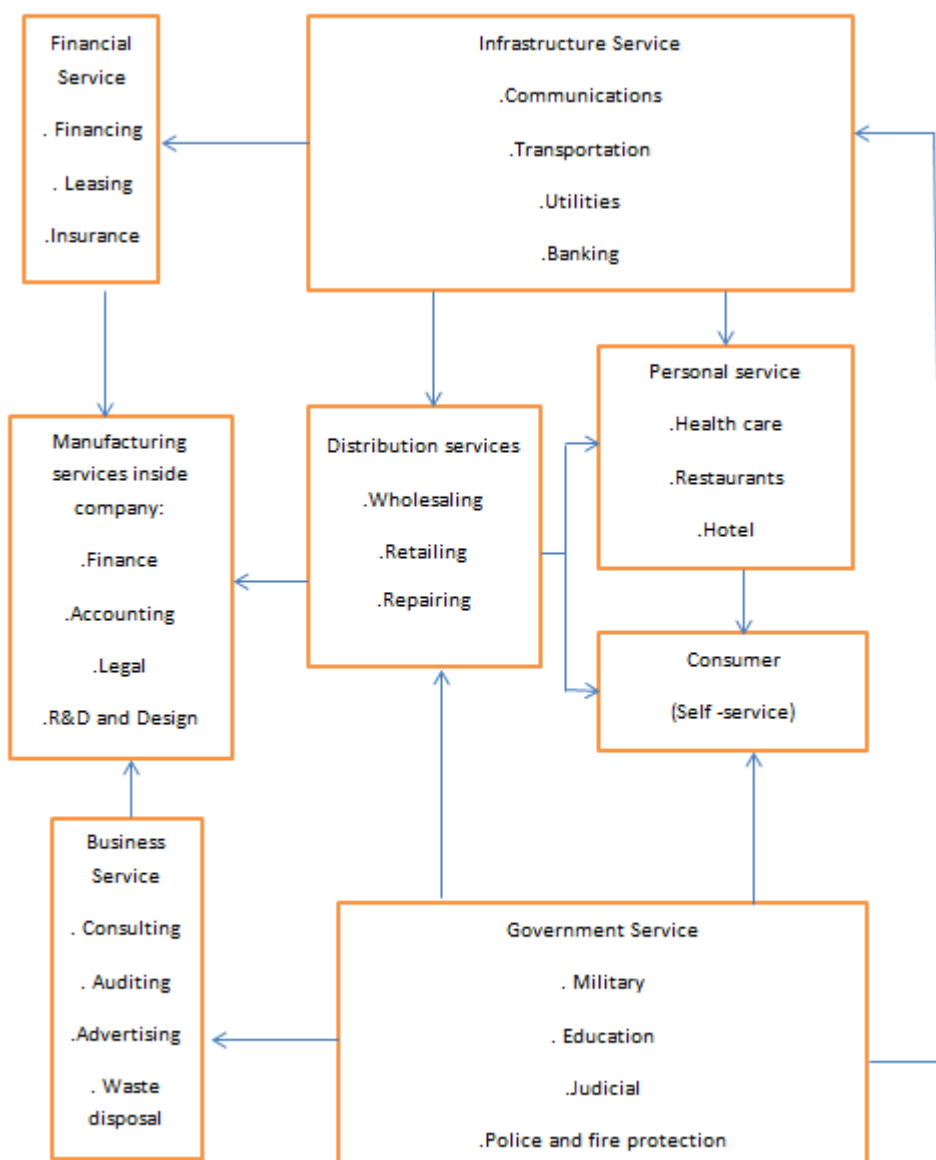 Financial
Service
. Financing
. Leasing
.Insurance
Infrastructure Service
.Communications
.Transportation
.Utilities
.Banking
Personal service
.Health care
.Restaurants
.Hotel
Manufacturing
services inside
company:
.Finance
.Accounting
.Legal
.R&D and Design
Distribution services
.Wholesaling
.Retailing
.Repairing
Consumer
(Self -service)
Business
Service
. Consulting
. Auditing
.Advertising
. Waste
disposal
Government Service
. Military
. Education
.Judicial
.Police and fire protection